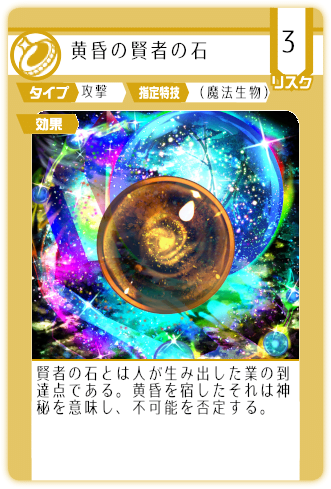 黄昏の賢者の石
3
リスク
タイプ 攻撃 指定特技 (魔法生物)
効果
賢者の石とは人が生み出した業の到
達点である。黄昏を宿したそれは神
秘を意味し、不可能を否定する。